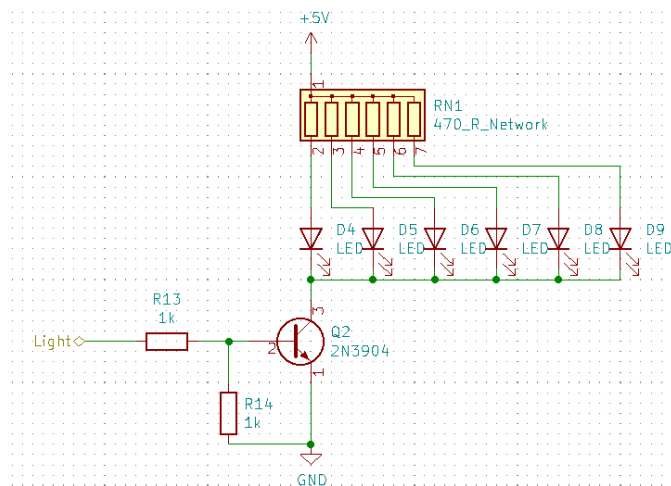 +5V
1
RN1
470_R_Network
2 3 4 5 6 7
D4 D5 D6 D7 D8 D9
LED LED LED LED LED LED
R13
1k
Light
3
Q2
2N3904
2
1
R14
1k
GND